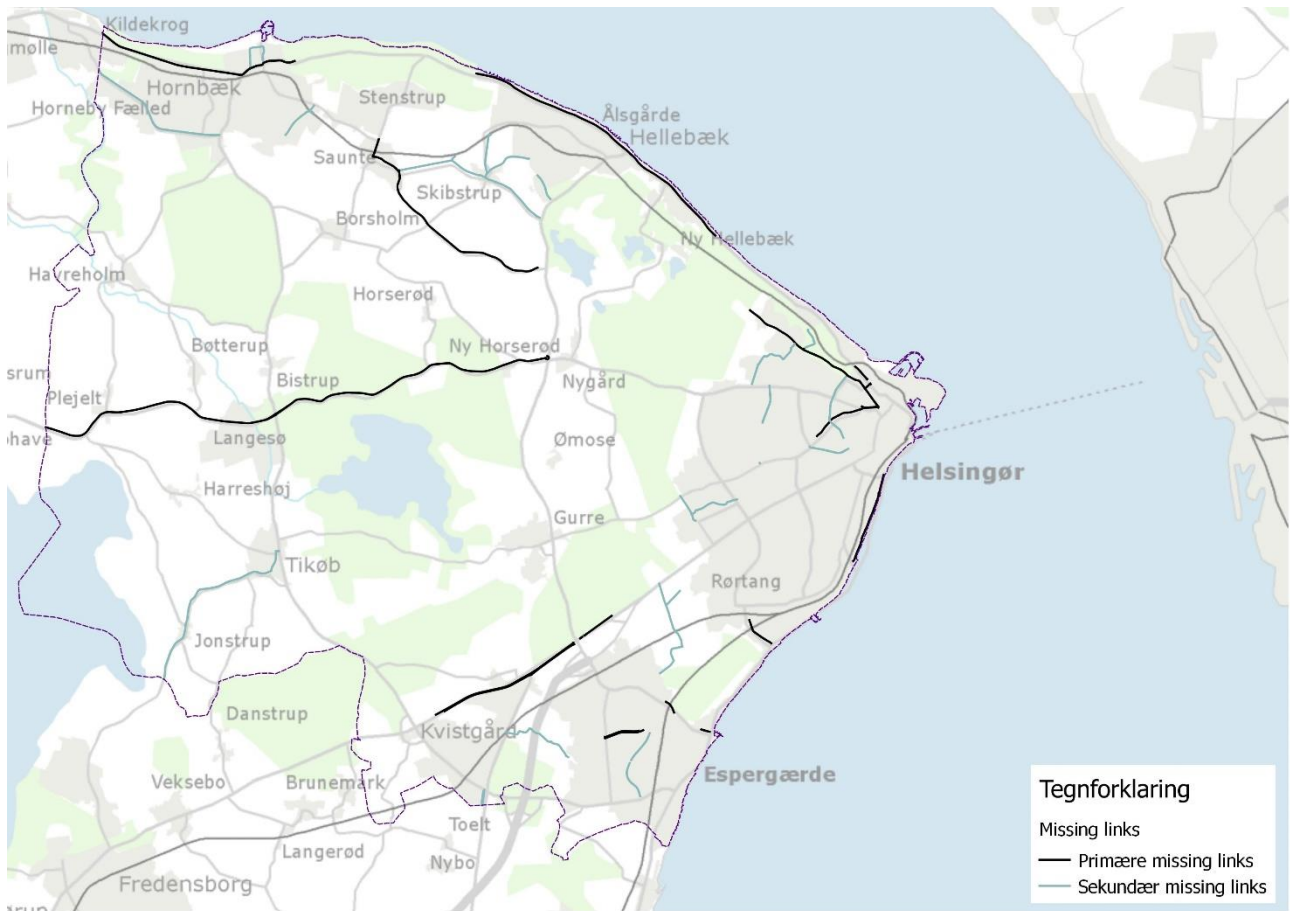 Kildekrog
mølle
Hornbæk
Stenstrup
Horneby Fælled
Ålsgårde
Hellebæk
Saunte
Skibstrup
Borsholm
Ny Hellebæk
Havreholm
Horserød
Bøtterup
Ny Horserød
srum
Bistrup
Nygård
Plejelt
phave
Langesø
Ømose
Helsingør
Harreshøj
Gurre
Tikøb
Rørtang
Jonstrup
Danstrup
Kvistgård
Espergærde
Veksebo
Brunemark
Toelt
Langerød
Nybo
Fredensborg
Tegnforklaring
Missing links
Primære missing links
Sekundær missing links